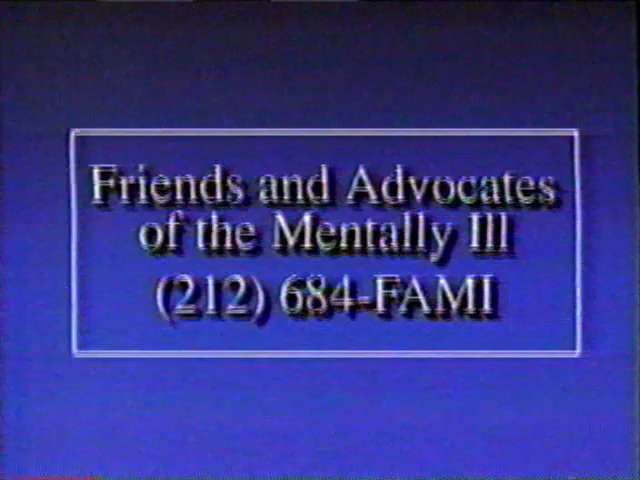 Friends and Advocates
of the Mentally Ill
(212) 684-FAMI